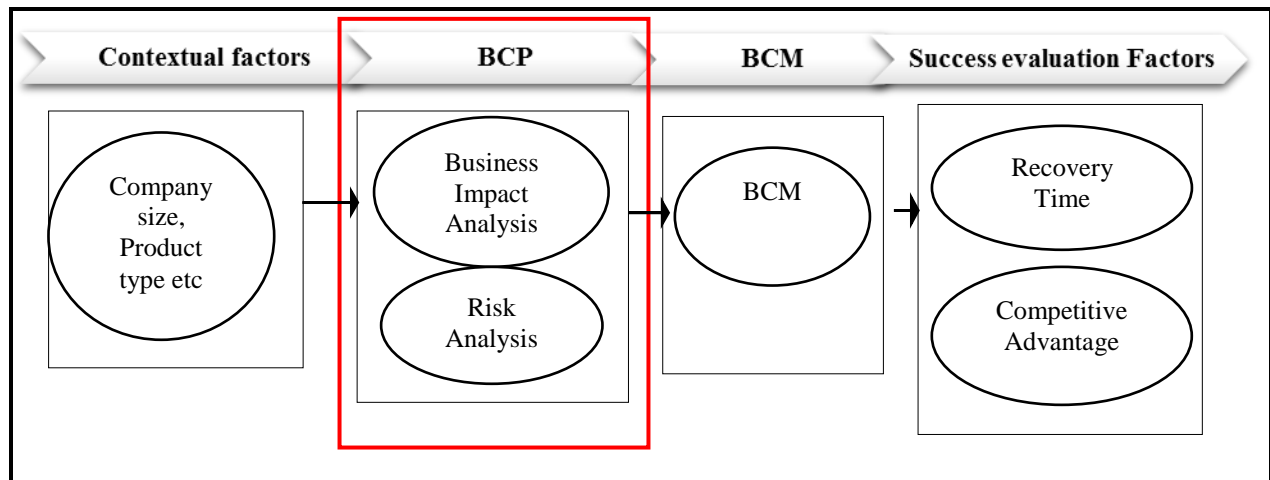 Contextual factors
BCP
BCM
Success evaluation Factors
Company
size,
Product
type etc
Business
Impact
Analysis
Risk
Analysis
BCM
Recovery
Time
Competitive
Advantage